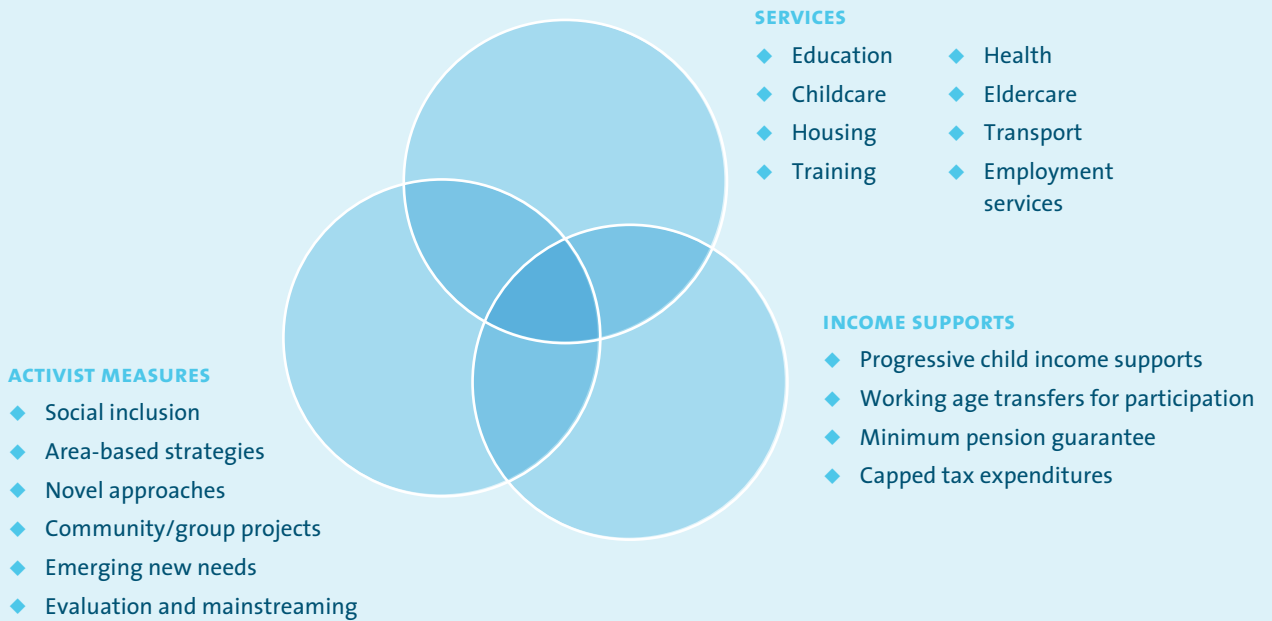 SERVICES
Education
Childcare
Housing
Training
Health
Eldercare
Transport
Employment
services
INCOME SUPPORTS
Progressive child income supports
Working age transfers for participation
Minimum pension guarantee
Capped tax expenditures
ACTIVIST MEASURES
Social inclusion
Area-based strategies
Novel approaches
Community/group projects
Emerging new needs
Evaluation and mainstreaming